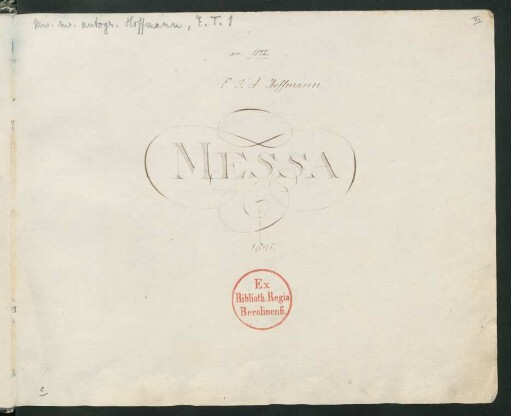 Mus. ms. autogr. Hoffmann, E. T. 1
E. T. A Hoffmann
MESSA
Ex
Biblioth. Regia
Berolinenſi.